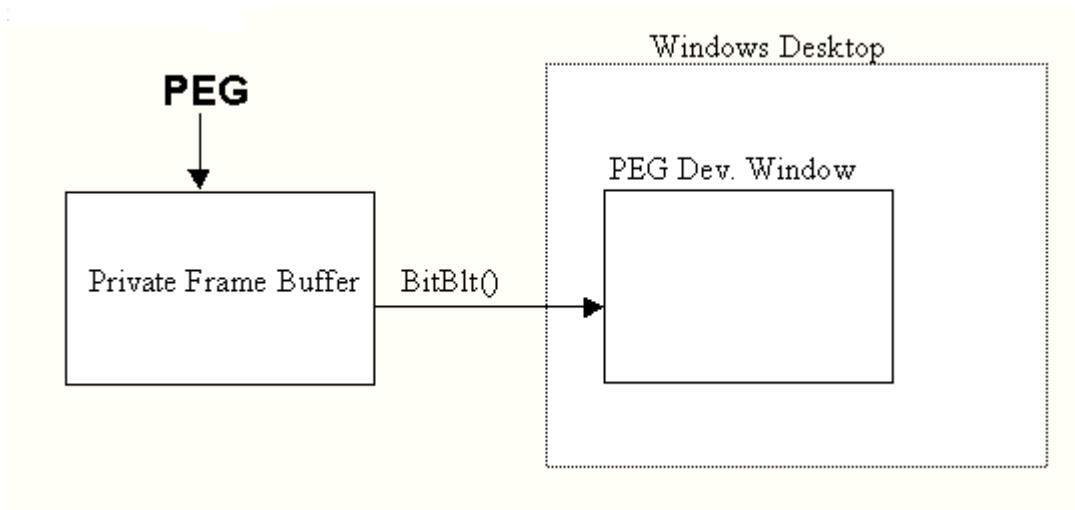 Windows Desktop
PEG
PEG Dev. Window
Private Frame Buffer
BitBlt()